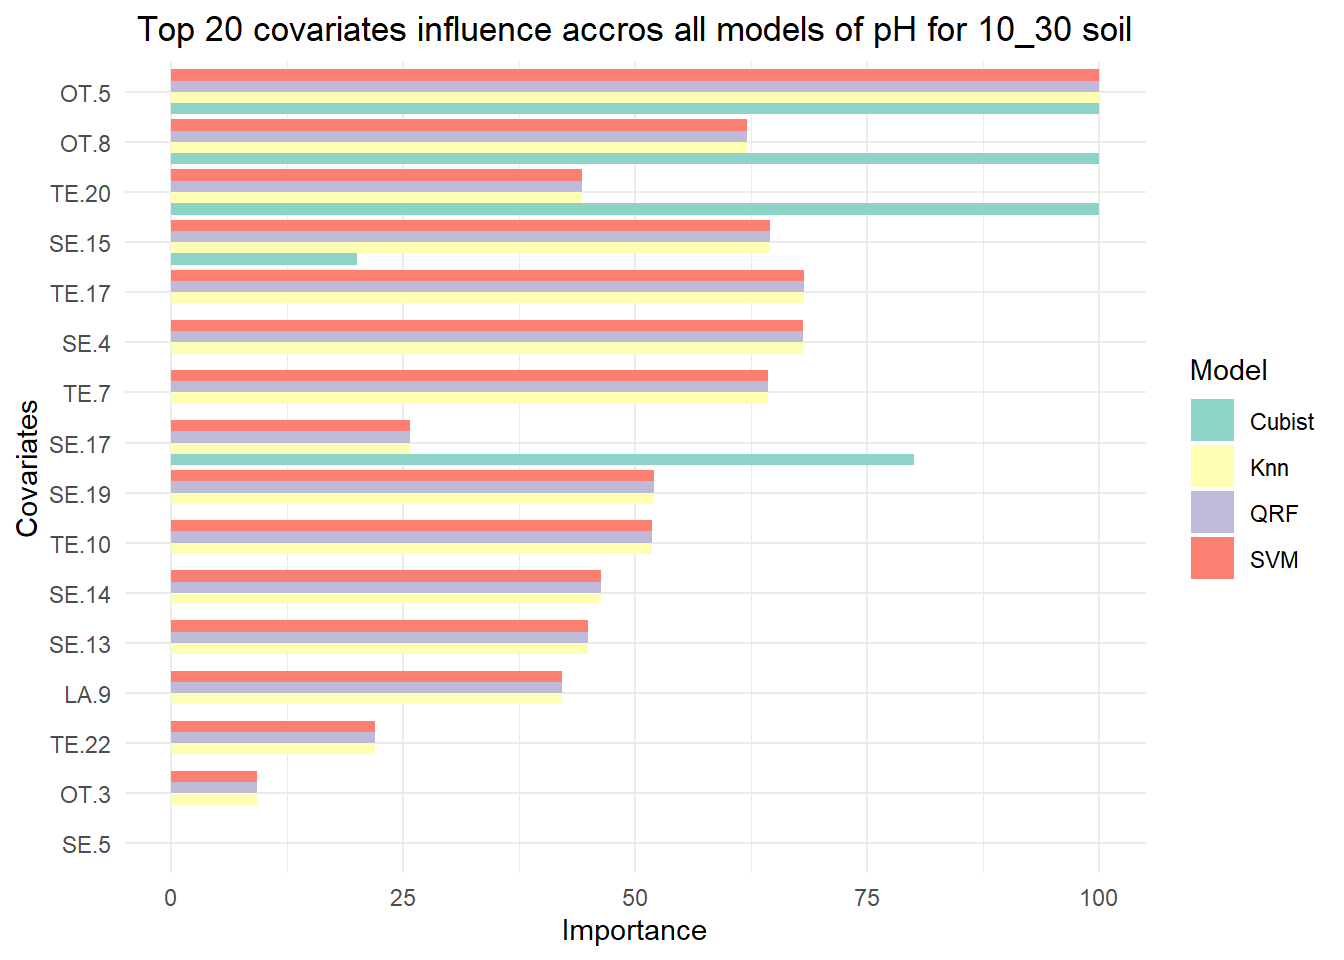 Top 20 covariates influence accros all models of pH for 10_30 soil
OT.5
OT.8
TE.20
SE.15
TE.17
SE.4
TE.7
SE.17
SE.19
TE.10
SE.14
SE.13
LA.9
TE.22
OT.3
SE.5
Covariates
0 25 50 75 100
Importance
Model
Cubist
Knn
QRF
SVM